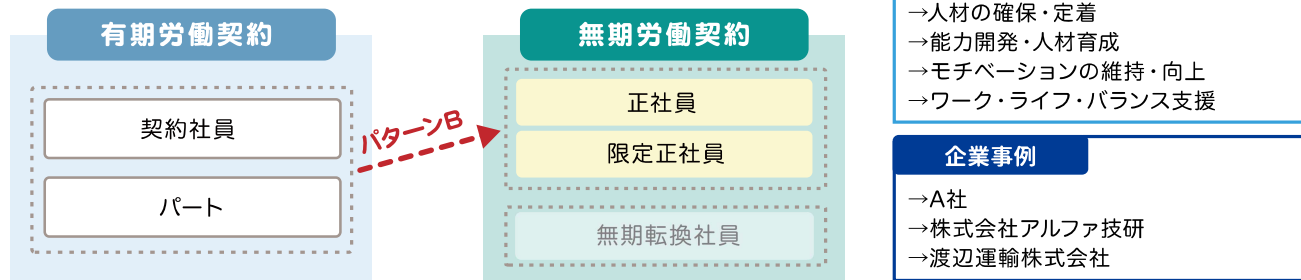 有期労働契約
契約社員
パート
パターンB
無期労働契約
正社員
限定正社員
無期転換社員
→人材の確保・定着
→能力開発・人材育成
→モチベーションの維持・向上
→ワーク・ライフ・バランス支援
企業事例
→A社
→株式会社アルファ技研
→渡辺運輸株式会社